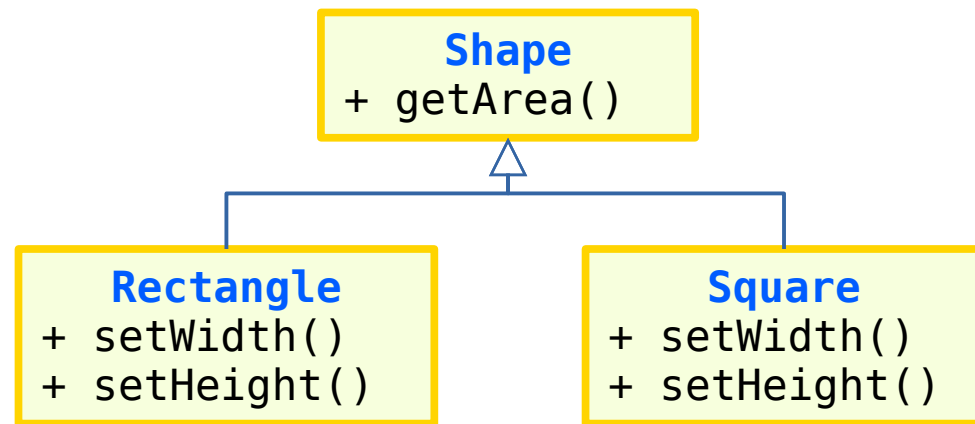 Shape
+ getArea()
Rectangle
+ setWidth()
+ setHeight()
Square
+ setWidth()
+ setHeight()